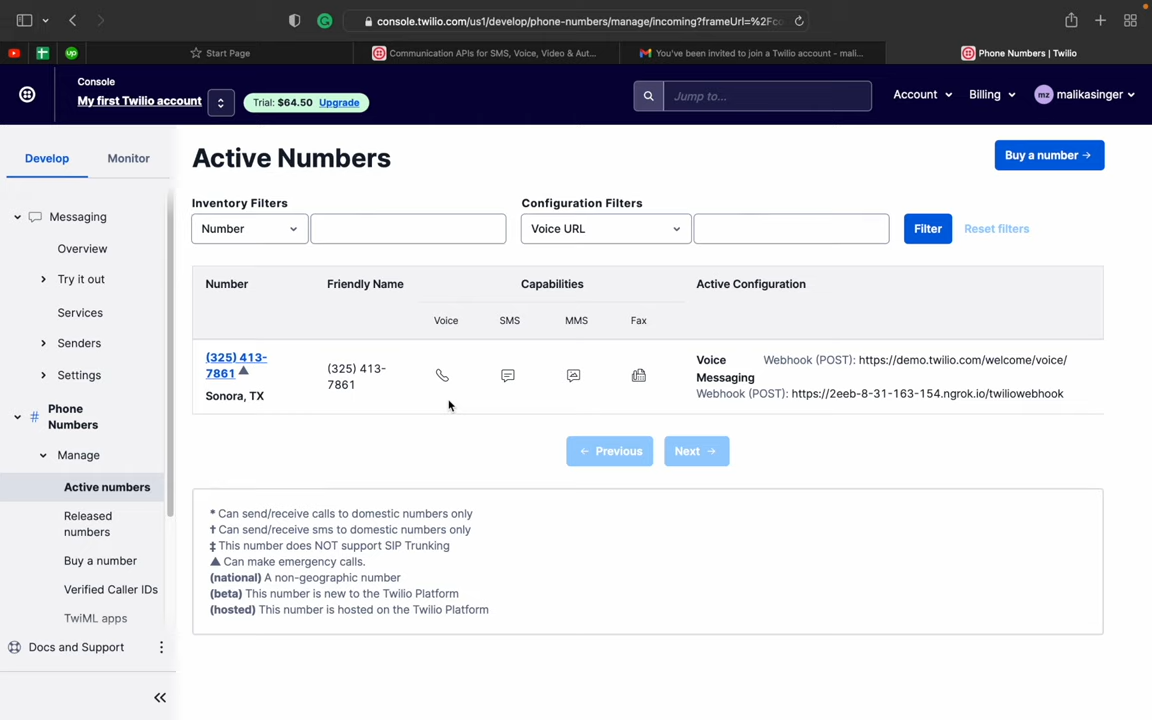 console.twilio.com/us1/develop/phone-numbers/manage/incoming?frameUrl=%2Fco
up
Start Page
Communication APIs for SMS, Voice, Video & Aut...
You've been invited to join a Twilio account - mali...
Phone Numbers | Twilio
Console
My first Twilio account
Trial: $64.50 Upgrade
Jump to...
Account
Billing
mz
malikasinger
Develop
Monitor
Messaging
Overview
Try it out
Services
Senders
Settings
# Phone
Numbers
Manage
Active numbers
Released
numbers
Buy a number
Verified Caller IDs
TwiML apps
Docs and Support
Active Numbers
Buy a number →
Inventory Filters
Configuration Filters
Number
Voice URL
Filter
Reset filters
Number
Friendly Name
Capabilities
Active Configuration
Voice
SMS
MMS
Fax
(325) 413-
7861 ▲
Sonora, TX
(325) 413-
7861
Voice Webhook (POST): https://demo.twilio.com/welcome/voice/
Messaging
Webhook (POST): https://2eeb-8-31-163-154.ngrok.io/twiliowebhook
← Previous
Next →
* Can send/receive calls to domestic numbers only
† Can send/receive sms to domestic numbers only
‡ This number does NOT support SIP Trunking
▲ Can make emergency calls.
(national) A non-geographic number
(beta) This number is new to the Twilio Platform
(hosted) This number is hosted on the Twilio Platform